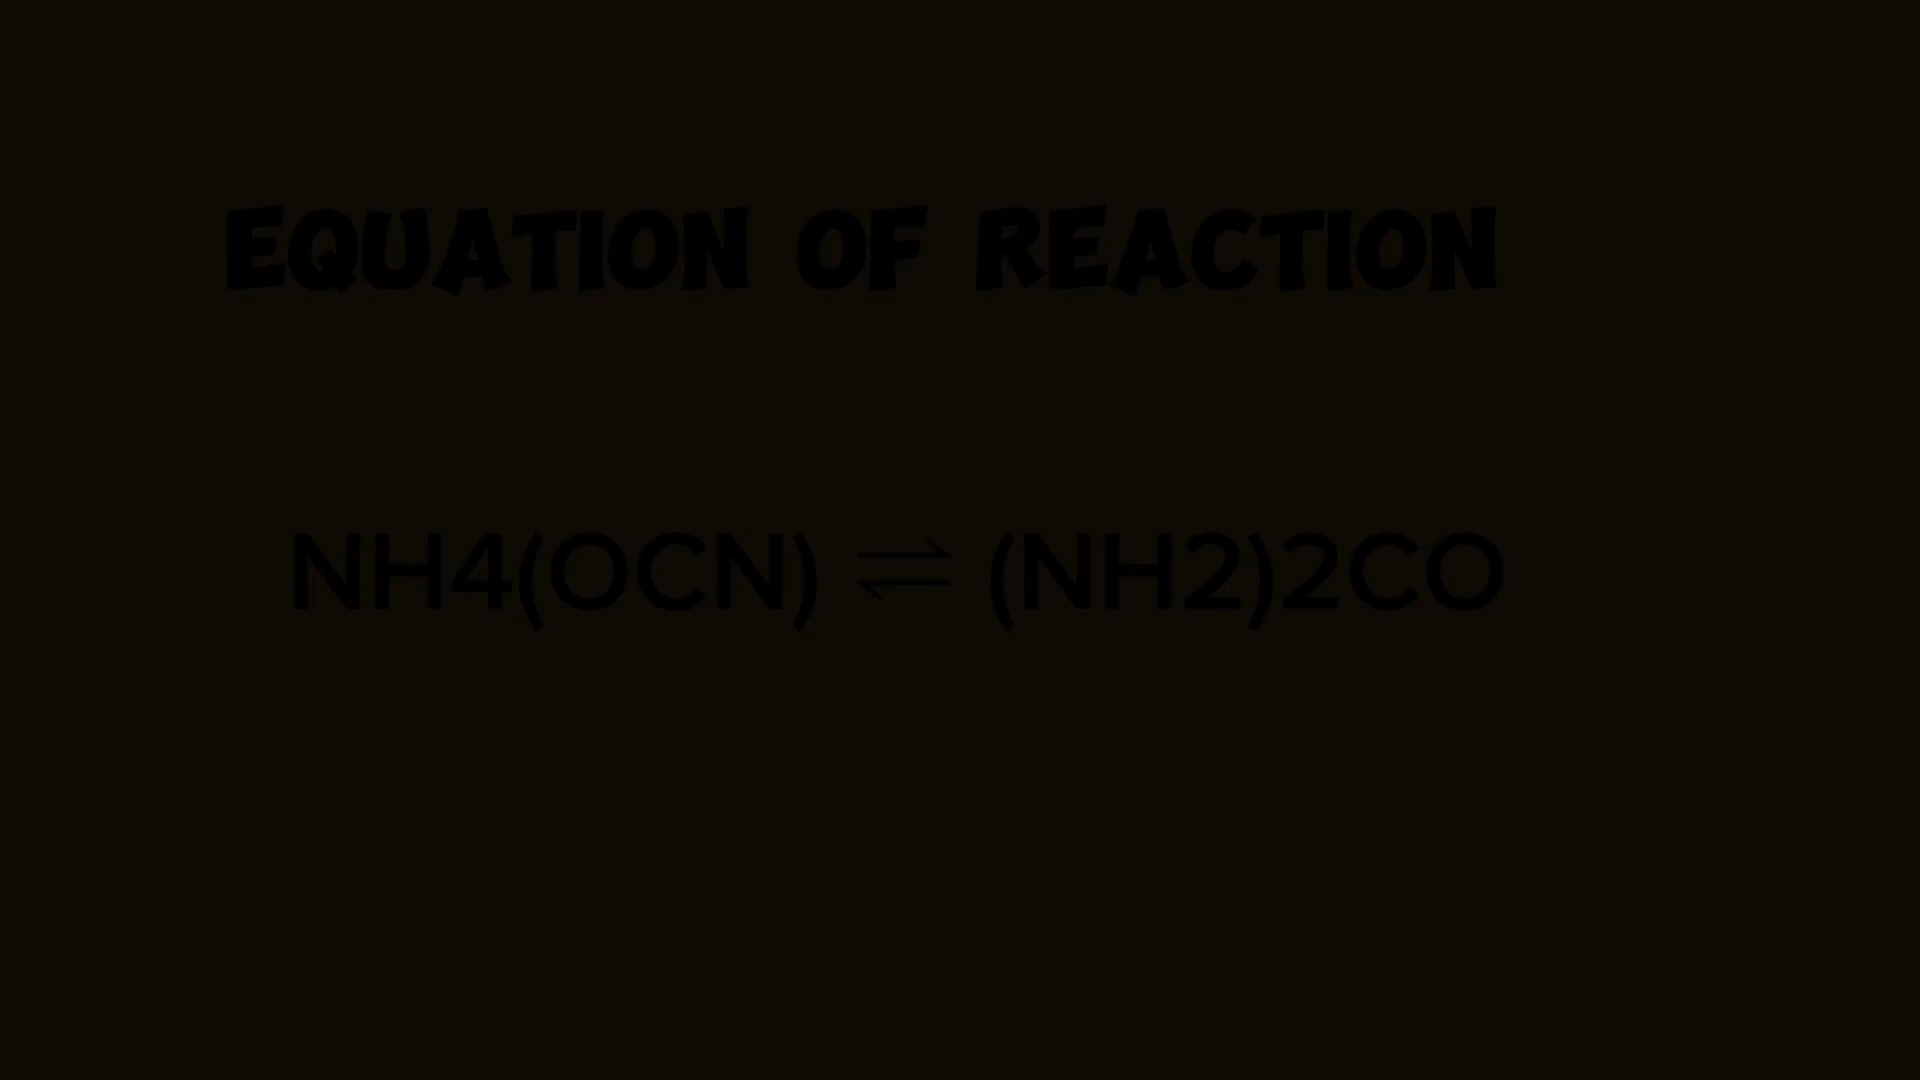 EQUATION OF REACTION
NH4(OCN) ⇌ (NH2)2CO